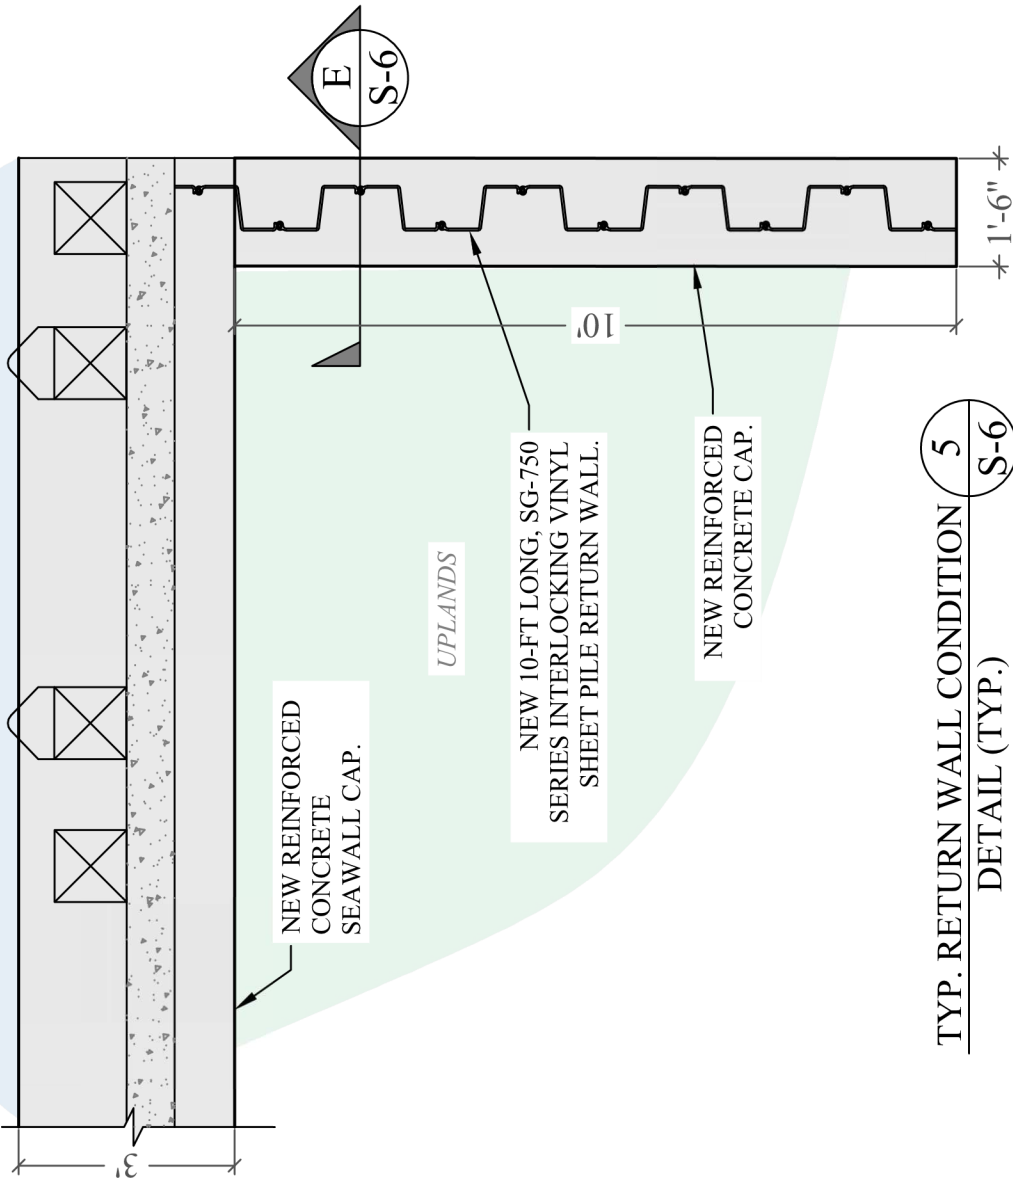 E
S-6
3'
10'
1'-6"
NEW REINFORCED
CONCRETE
SEAWALL CAP.
UPLANDS
NEW 10-FT LONG, SG-750
SERIES INTERLOCKING VINYL
SHEET PILE RETURN WALL.
NEW REINFORCED
CONCRETE CAP.
TYP. RETURN WALL CONDITION
DETAIL (TYP.)
5
S-6